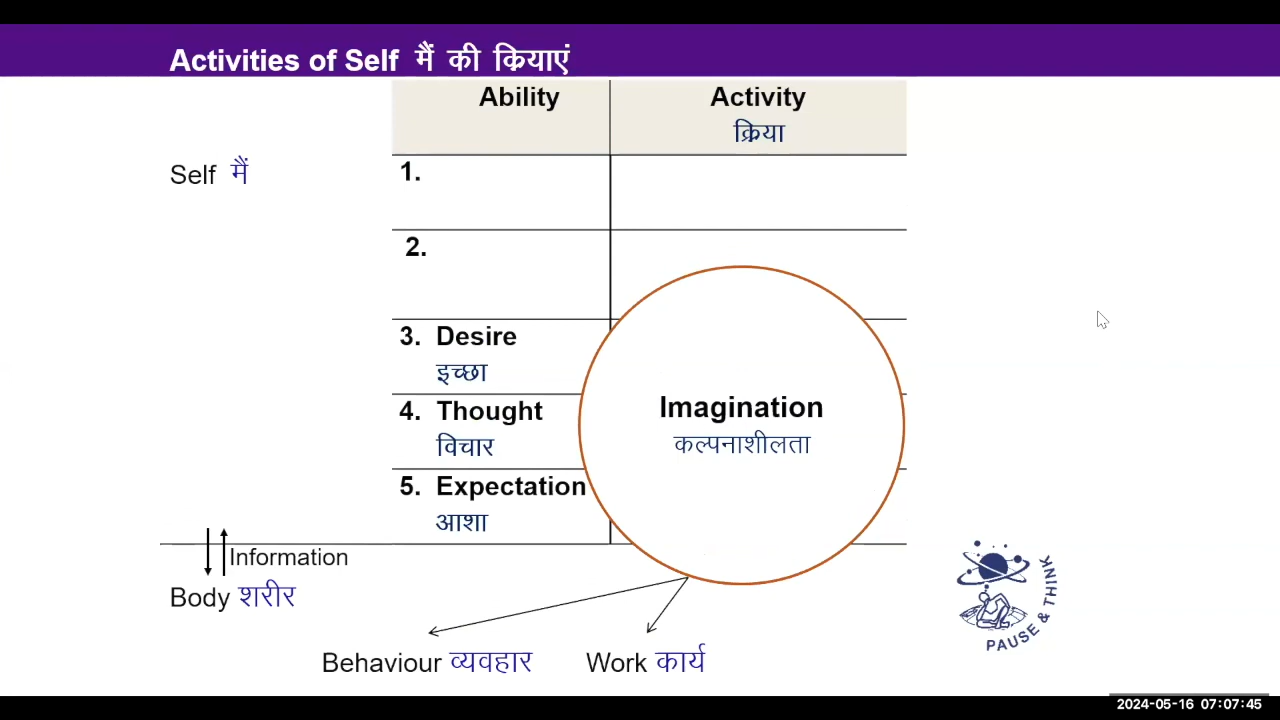 Activities of Self मैं की क्रियाएं
Ability Activity
क्रिया
Self मैं
1.
2.
3. Desire
इच्छा
4. Thought
विचार
5. Expectation
आशा
Imagination
कल्पनाशीलता
Information
Body शरीर
Behaviour व्यवहार Work कार्य
PAUSE & THINK
2024-05-16 07:07:45